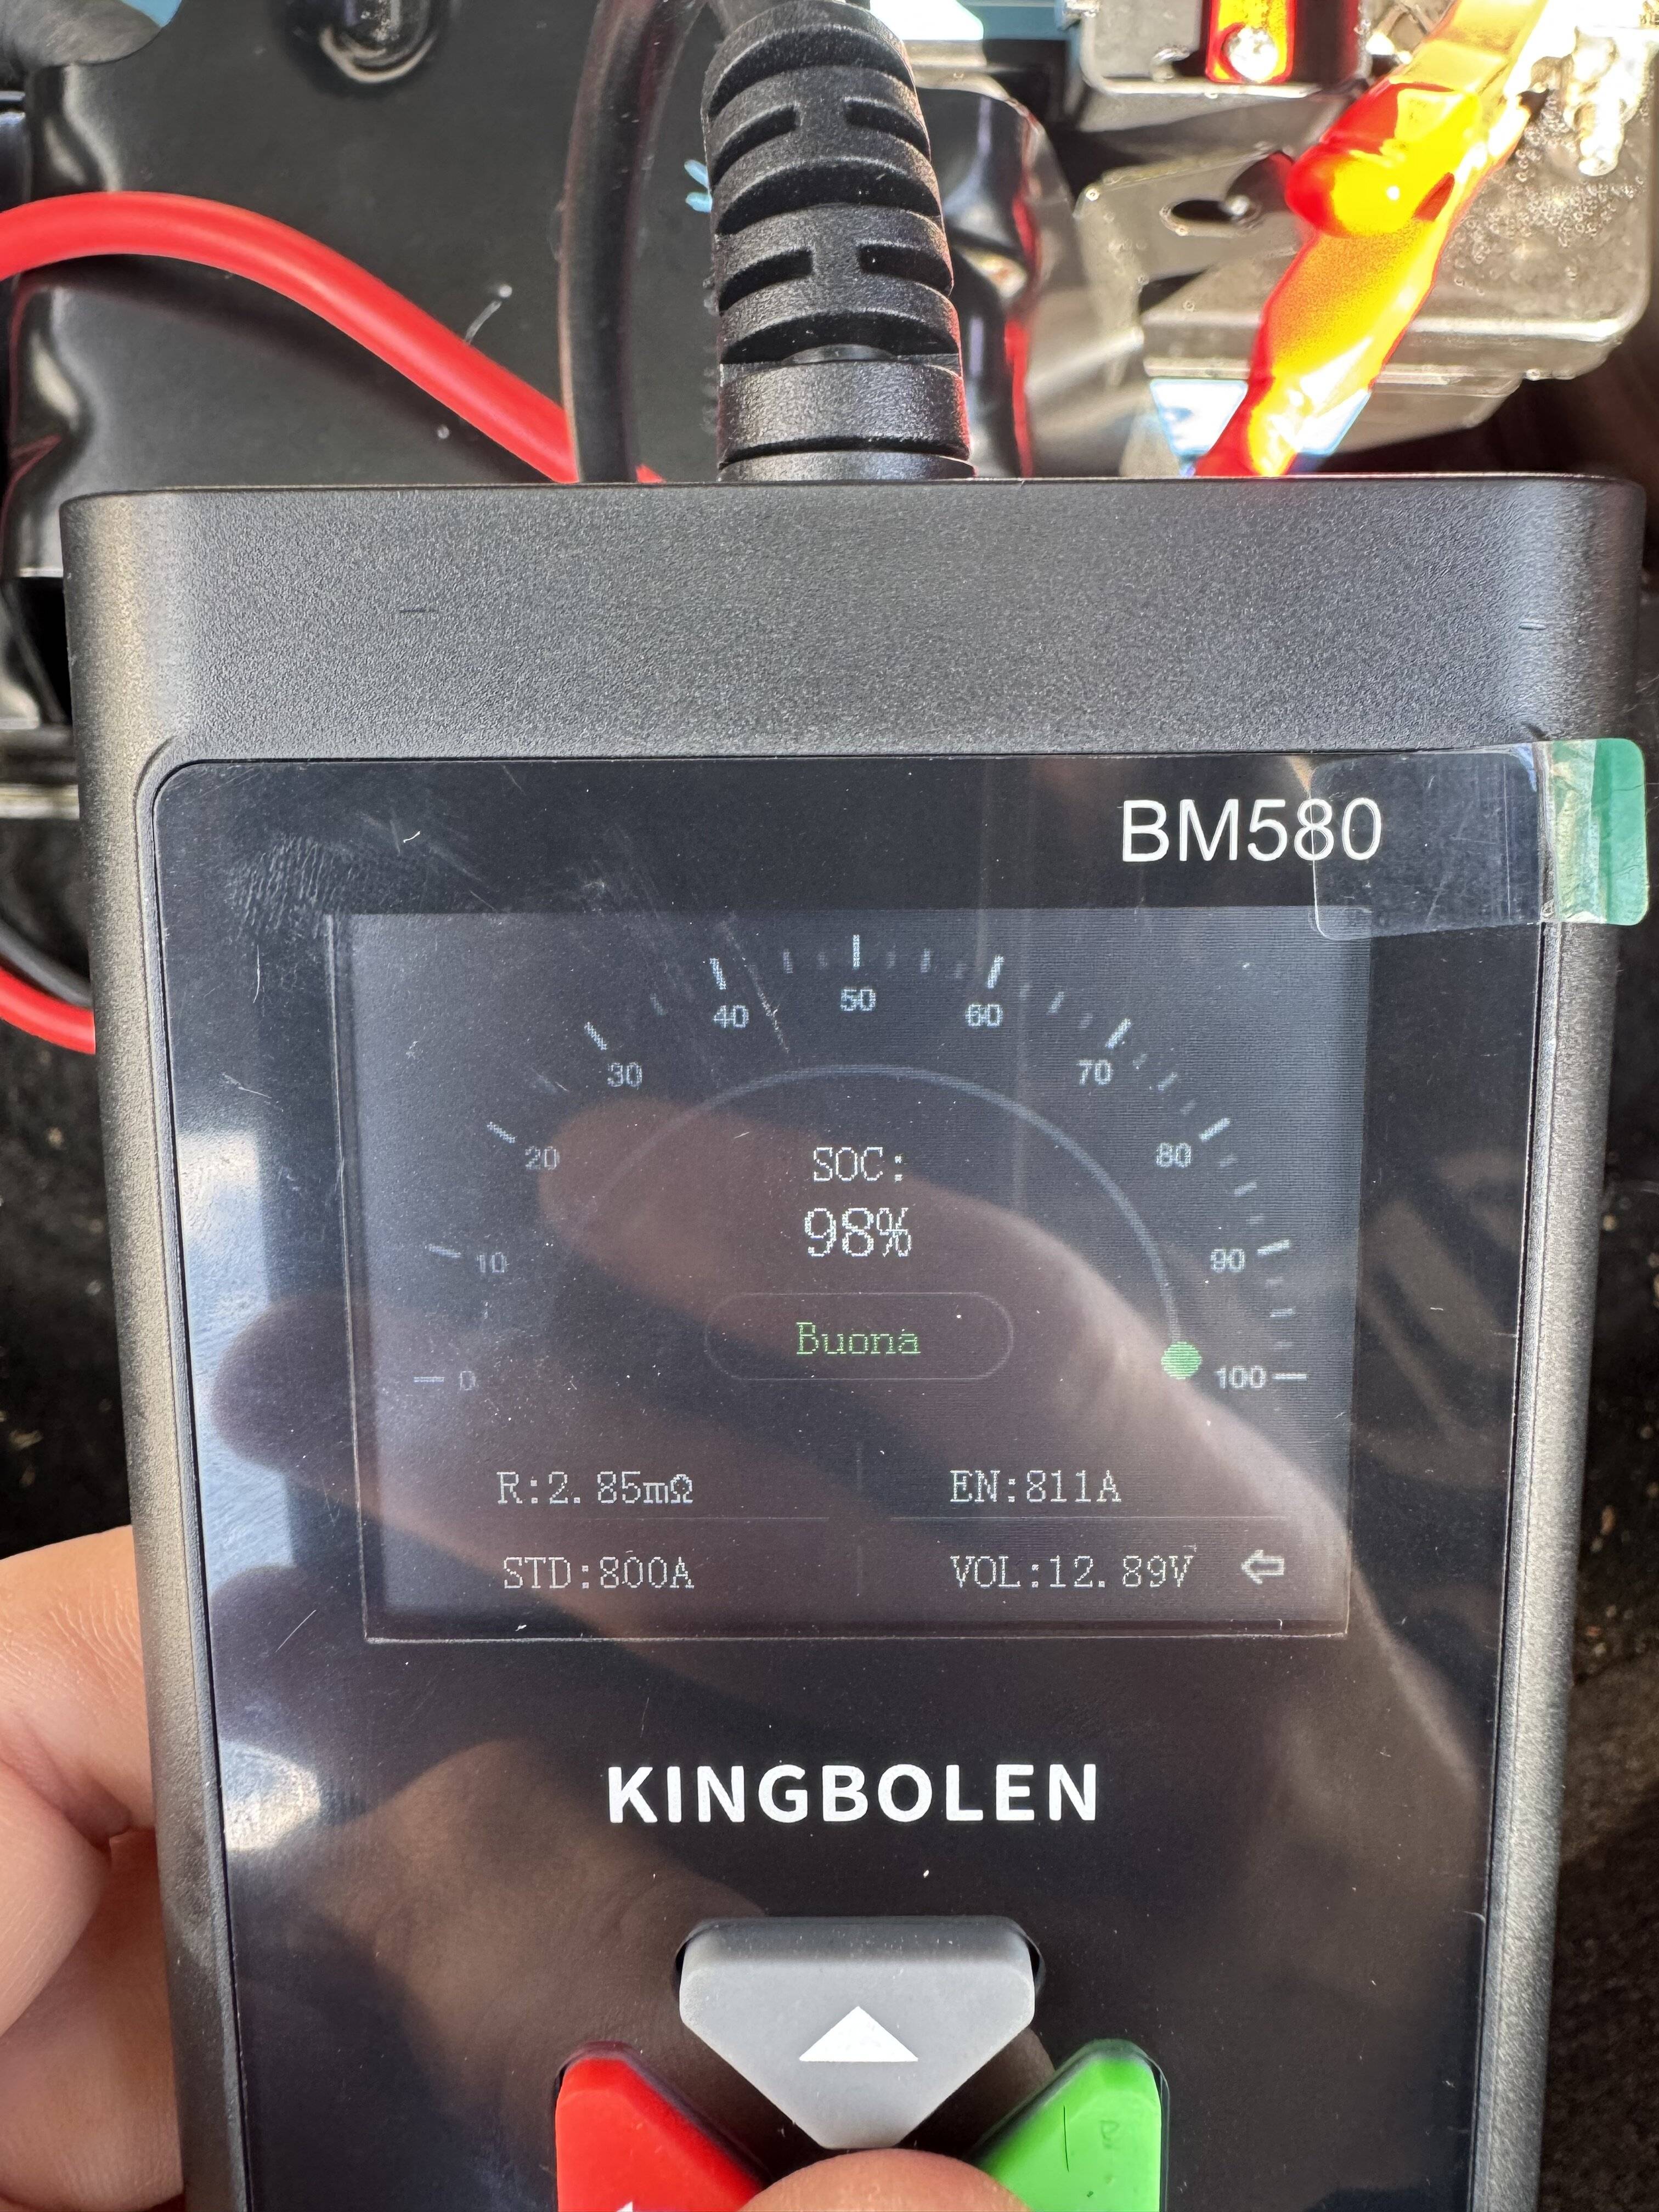 BM580
50
40
60
30
70
20
80
10
90
0
100
SOC:
98%
Buona
R:2.85mΩ
EN:811A
STD:800A
VOL:12.89V
KINGBOLEN